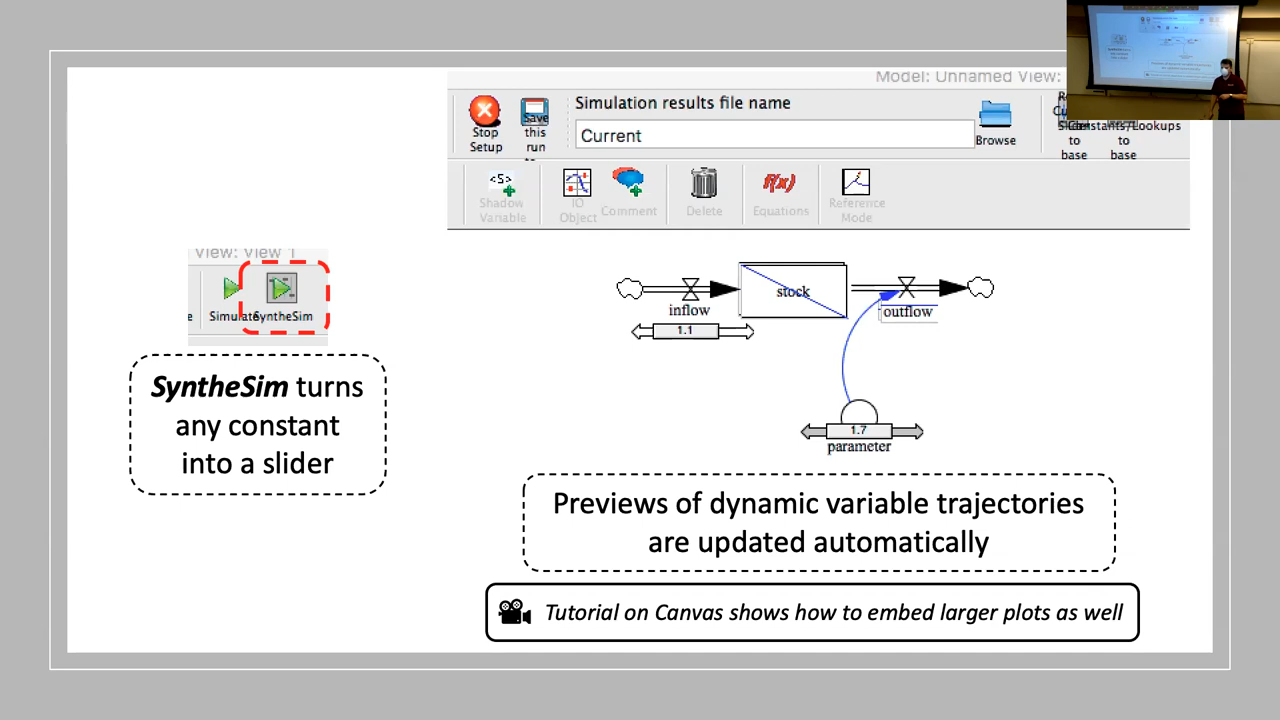 Model: Unnamed View:
Simulation results file name
Current
Stop
Setup
Save
this
run
Browse
Constants/Lookups
to
base
to
base
<S>
Shadow
Variable
IO
Object
Comment
Delete
f(x)
Equations
Reference
Mode
View: View 1
Simulate
SyntheSim
SyntheSim turns
any constant
into a slider
stock
inflow
outflow
1.1
1.7
parameter
Previews of dynamic variable trajectories
are updated automatically
Tutorial on Canvas shows how to embed larger plots as well